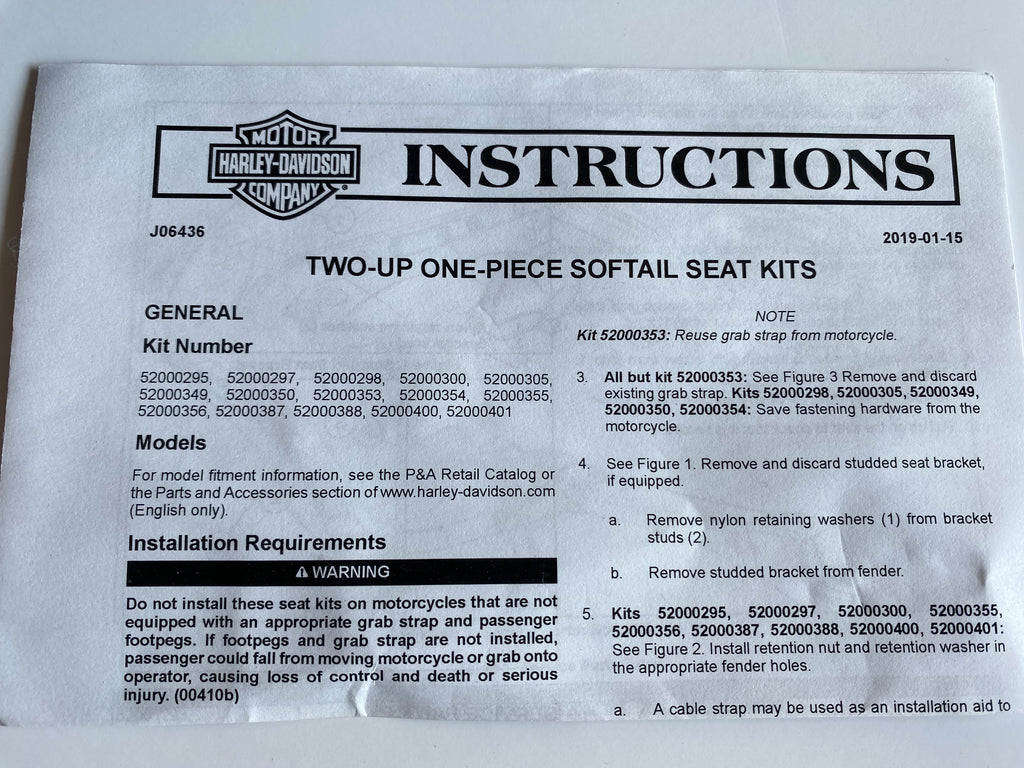 MOTOR
HARLEY-DAVIDSON
COMPANY
INSTRUCTIONS
J06436
2019-01-15
TWO-UP ONE-PIECE SOFTAIL SEAT KITS
GENERAL
Kit Number
52000295, 52000297, 52000298, 52000300, 52000305,
52000349, 52000350, 52000353, 52000354, 52000355,
52000356, 52000387, 52000388, 52000400, 52000401
Models
For model fitment information, see the P&A Retail Catalog or
the Parts and Accessories section of www.harley-davidson.com
(English only).
Installation Requirements
⚠ WARNING
Do not install these seat kits on motorcycles that are not
equipped with an appropriate grab strap and passenger
footpegs. If footpegs and grab strap are not installed,
passenger could fall from moving motorcycle or grab onto
operator, causing loss of control and death or serious
injury. (00410b)
NOTE
Kit 52000353: Reuse grab strap from motorcycle.
3. All but kit 52000353: See Figure 3 Remove and discard
existing grab strap. Kits 52000298, 52000305, 52000349,
52000350, 52000354: Save fastening hardware from the
motorcycle.
4. See Figure 1. Remove and discard studded seat bracket,
if equipped.
a. Remove nylon retaining washers (1) from bracket
studs (2).
b. Remove studded bracket from fender.
5. Kits 52000295, 52000297, 52000300, 52000355,
52000356, 52000387, 52000388, 52000400, 52000401:
See Figure 2. Install retention nut and retention washer in
the appropriate fender holes.
a. A cable strap may be used as an installation aid to